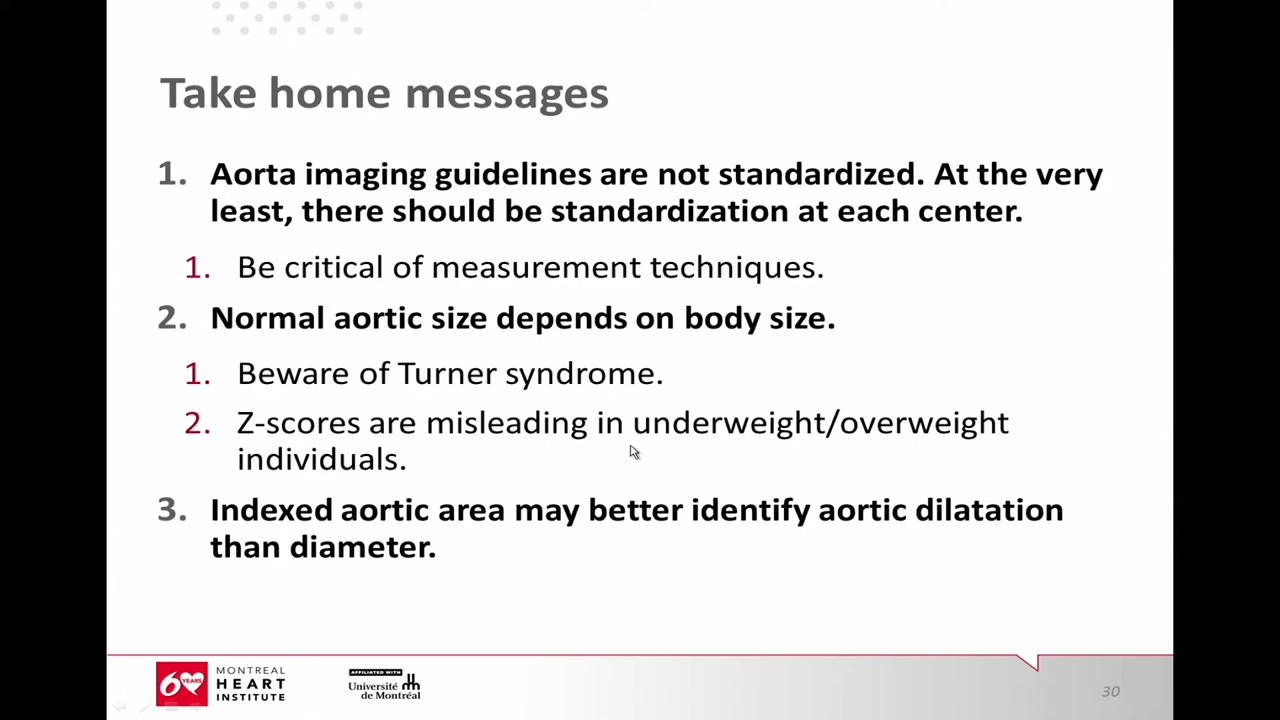 Take home messages
1. Aorta imaging guidelines are not standardized. At the very
least, there should be standardization at each center.
1. Be critical of measurement techniques.
2. Normal aortic size depends on body size.
1. Beware of Turner syndrome.
2. Z-scores are misleading in underweight/overweight
individuals.
3. Indexed aortic area may better identify aortic dilatation
than diameter.
60 YEARS
MONTREAL
HEART
INSTITUTE
AFFILIATED WITH
Université
de Montréal
30